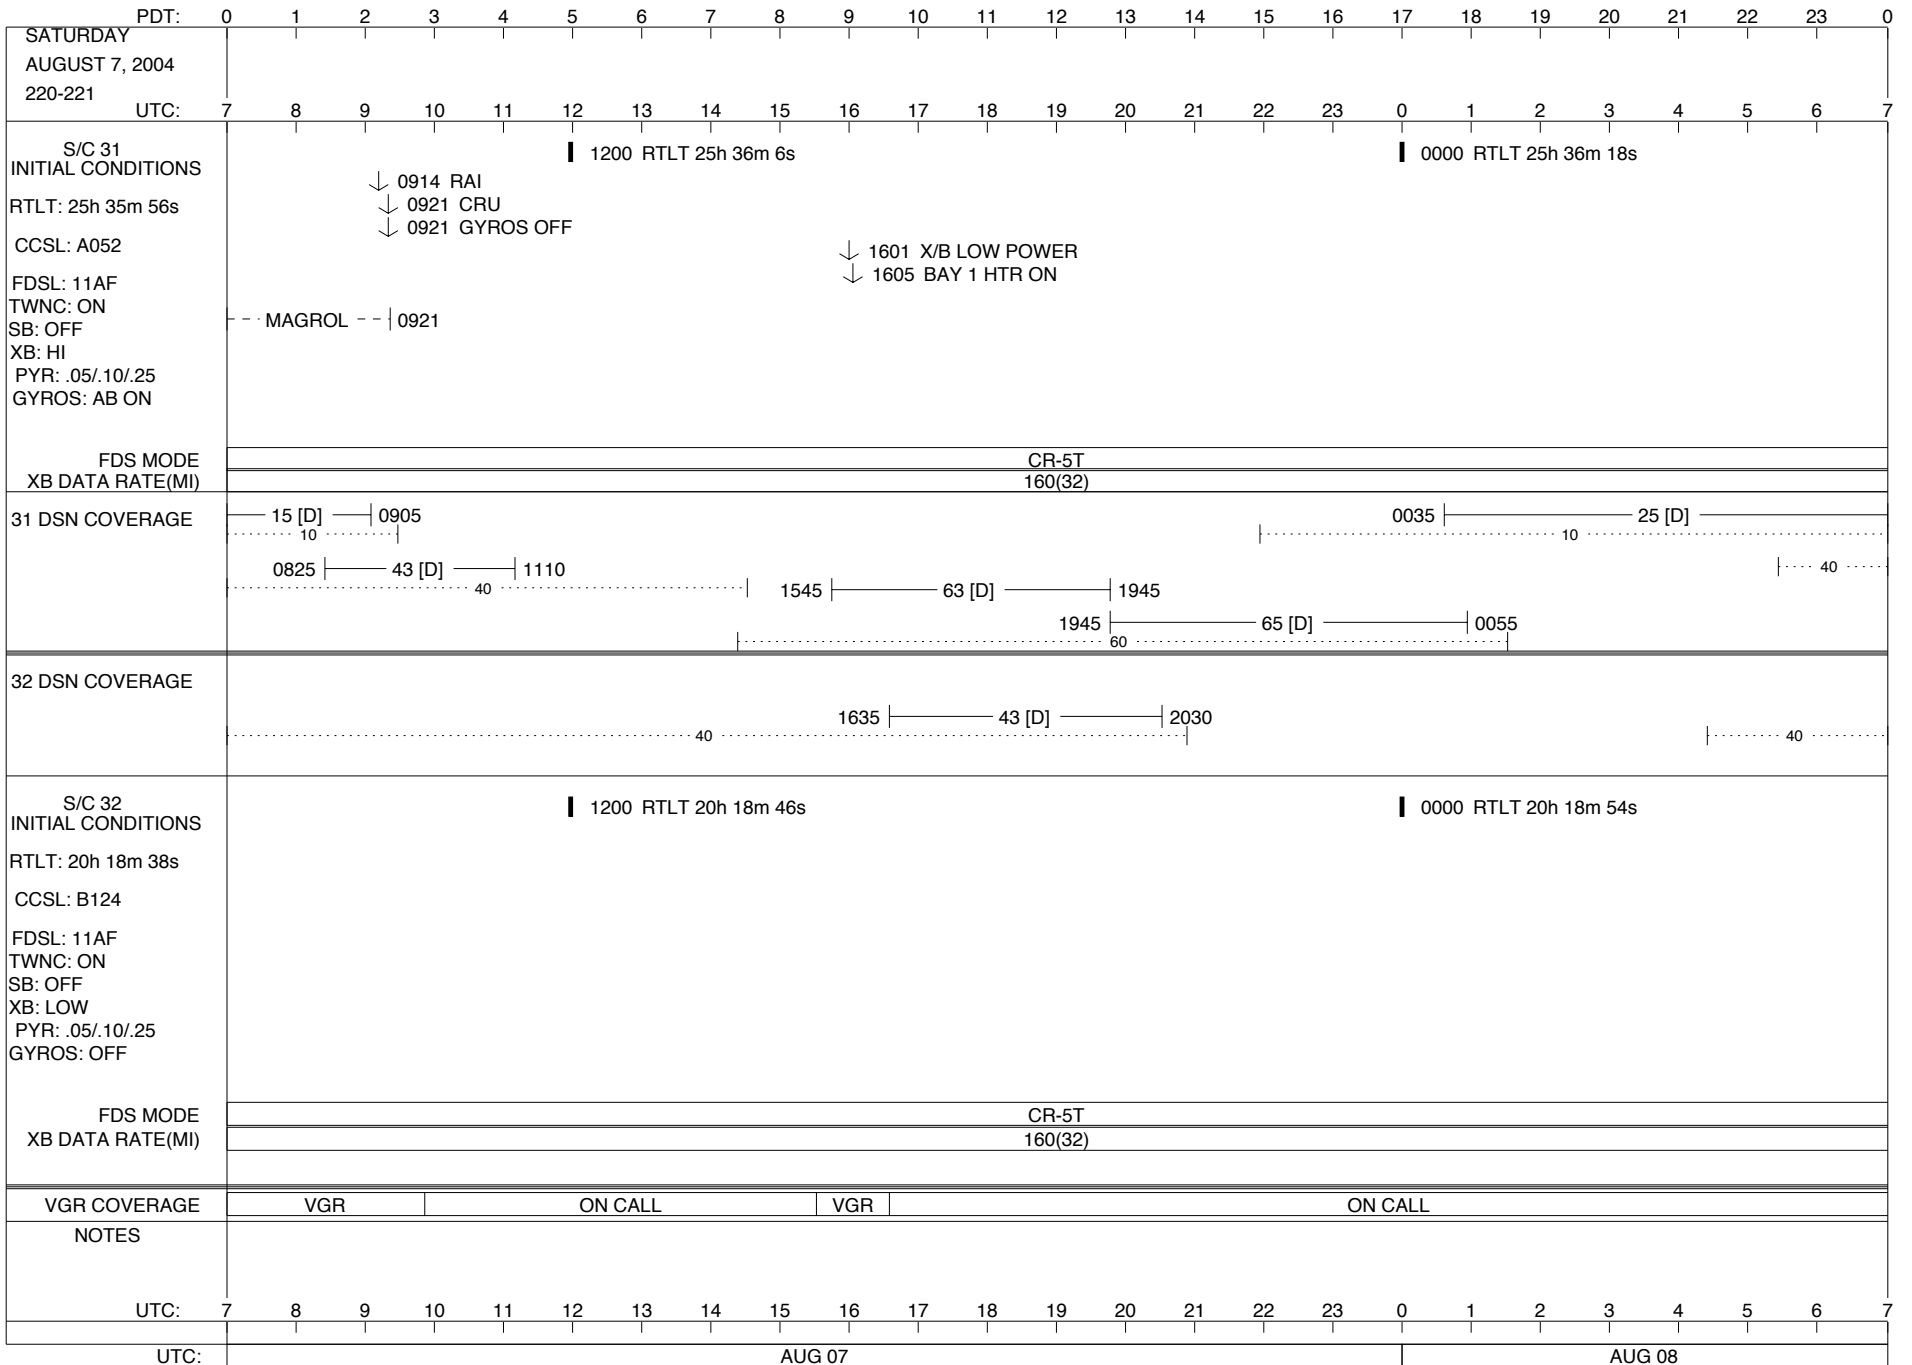 PDT: 0 1 2 3 4 5 6 7 8 9 10 11 12 13 14 15 16 17 18 19 20 21 22 23 0
SATURDAY
AUGUST 7, 2004
220-221
UTC: 7 8 9 10 11 12 13 14 15 16 17 18 19 20 21 22 23 0 1 2 3 4 5 6 7
S/C 31
INITIAL CONDITIONS
RTLT: 25h 35m 56s
CCSL: A052
FDSL: 11AF
TWNC: ON
SB: OFF
XB: HI
PYR: .05/.10/.25
GYROS: AB ON
1200 RTLT 25h 36m 6s
0000 RTLT 25h 36m 18s
0914 RAI
0921 CRU
0921 GYROS OFF
1601 X/B LOW POWER
1605 BAY 1 HTR ON
MAGROL 0921
FDS MODE CR-5T
XB DATA RATE(MI) 160(32)
31 DSN COVERAGE
15 [D] 0905
0035 25 [D]
10
10
0825 43 [D] 1110
40
40
1545 63 [D] 1945
1945 65 [D] 0055
60
32 DSN COVERAGE
1635 43 [D] 2030
40
40
S/C 32
INITIAL CONDITIONS
RTLT: 20h 18m 38s
CCSL: B124
FDSL: 11AF
TWNC: ON
SB: OFF
XB: LOW
PYR: .05/.10/.25
GYROS: OFF
1200 RTLT 20h 18m 46s
0000 RTLT 20h 18m 54s
FDS MODE CR-5T
XB DATA RATE(MI) 160(32)
VGR COVERAGE VGR ON CALL VGR ON CALL
NOTES
UTC: 7 8 9 10 11 12 13 14 15 16 17 18 19 20 21 22 23 0 1 2 3 4 5 6 7
UTC: AUG 07 AUG 08